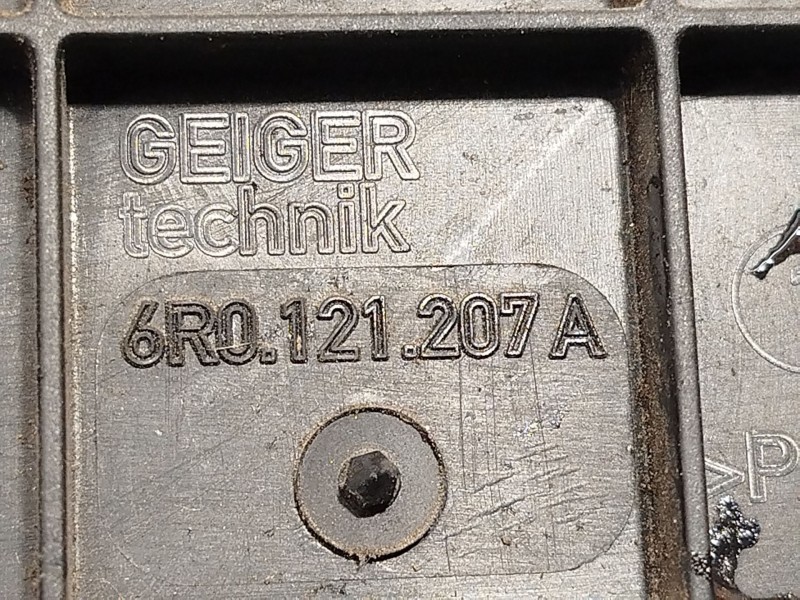 GEIGER
technik
6R0.121.207 A
>P